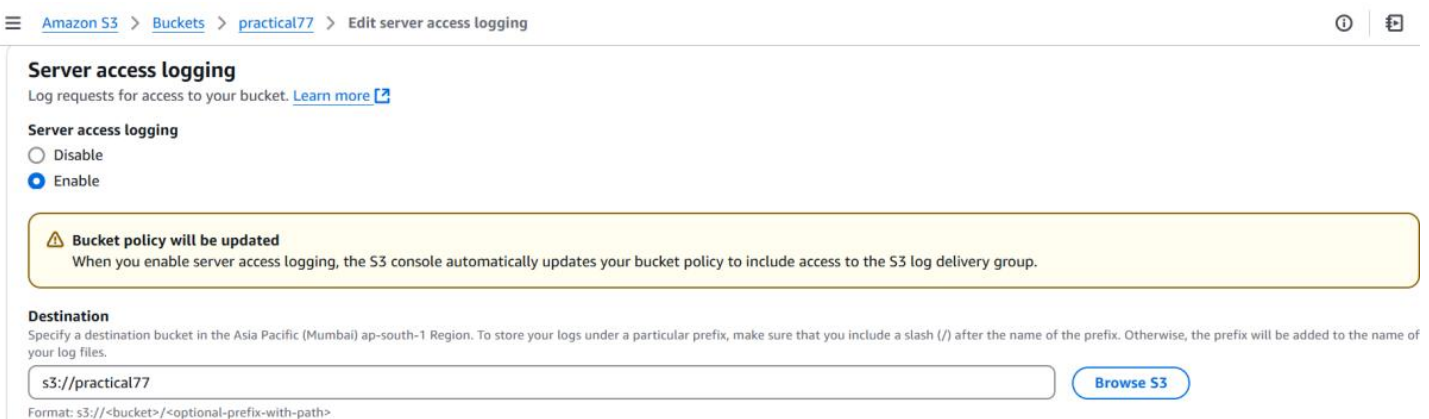 Amazon S3 > Buckets > practical77 > Edit server access logging
Server access logging
Log requests for access to your bucket. Learn more
Server access logging
Disable
Enable
Bucket policy will be updated
When you enable server access logging, the S3 console automatically updates your bucket policy to include access to the S3 log delivery group.
Destination
Specify a destination bucket in the Asia Pacific (Mumbai) ap-south-1 Region. To store your logs under a particular prefix, make sure that you include a slash (/) after the name of the prefix. Otherwise, the prefix will be added to the name of
your log files.
s3://practical77
Browse S3
Format: s3://<bucket>/<optional-prefix-with-path>